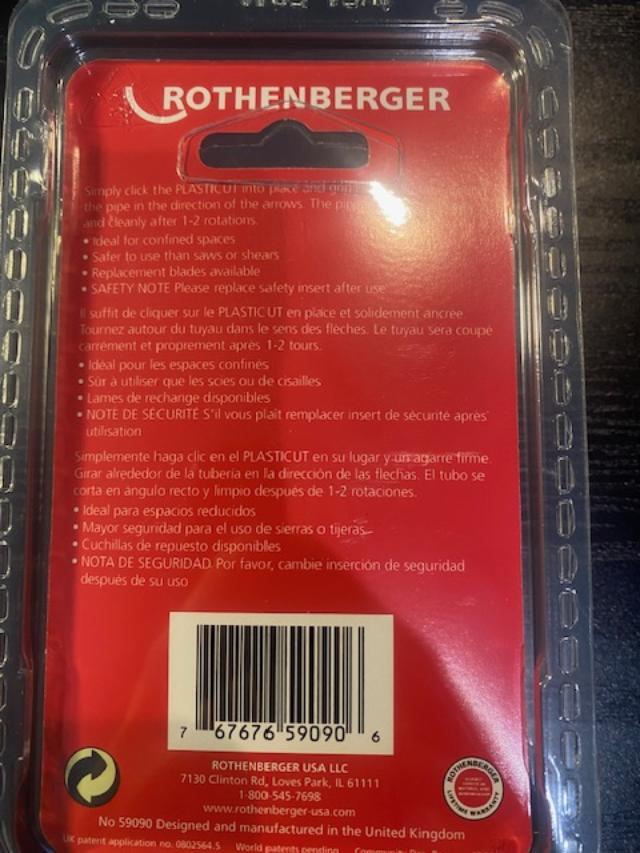 ROTHENBERGER
Simply click the PLASTICUT into place and grip
the pipe in the direction of the arrows. The
and cleanly after 1-2 rotations.
• Ideal for confined spaces
• Safer to use than saws or shears
• Replacement blades available
• SAFETY NOTE Please replace safety insert after use
Il suffit de cliquer sur le PLASTICUT en place et solidement ancrée.
Tournez autour du tuyau dans le sens des flèches. Le tuyau sera coupé
carrément et proprement après 1-2 tours.
• Idéal pour les espaces confinés
• Sûr à utiliser que les scies ou de cisailles
• Lames de rechange disponibles
• NOTE DE SÉCURITÉ S'il vous plaît remplacer insert de sécurité après
utilisation
Simplemente haga clic en el PLASTICUT en su lugar y un agarre firme.
Girar alrededor de la tubería en la dirección de las flechas. El tubo se
corta en ángulo recto y limpio después de 1-2 rotaciones.
• Ideal para espacios reducidos
• Mayor seguridad para el uso de sierras o tijeras
• Cuchillas de repuesto disponibles
• NOTA DE SEGURIDAD. Por favor, cambie inserción de seguridad
después de su uso
7 67676 59090 6
ROTHENBERGER USA LLC
7130 Clinton Rd, Loves Park, IL 61111
1-800-545-7698
www.rothenberger-usa.com
ROTHENBERGER
LIFETIME WARRANTY
No 59090 Designed and manufactured in the United Kingdom
UK patent application no. 0802564.5 World patents pending Community